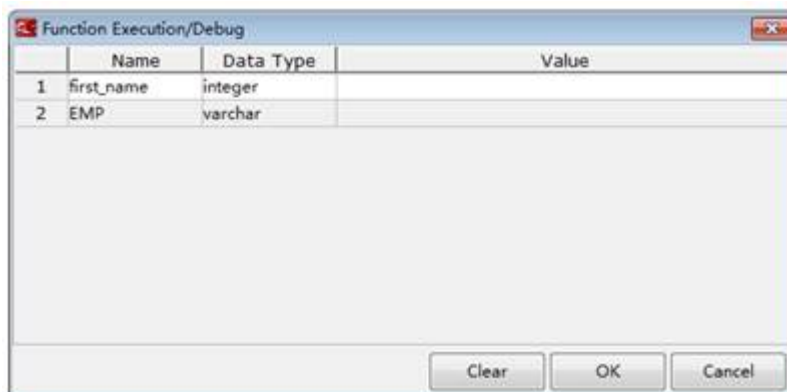 Function Execution/Debug
Name Data Type Value
1 first_name integer
2 EMP varchar
Clear OK Cancel